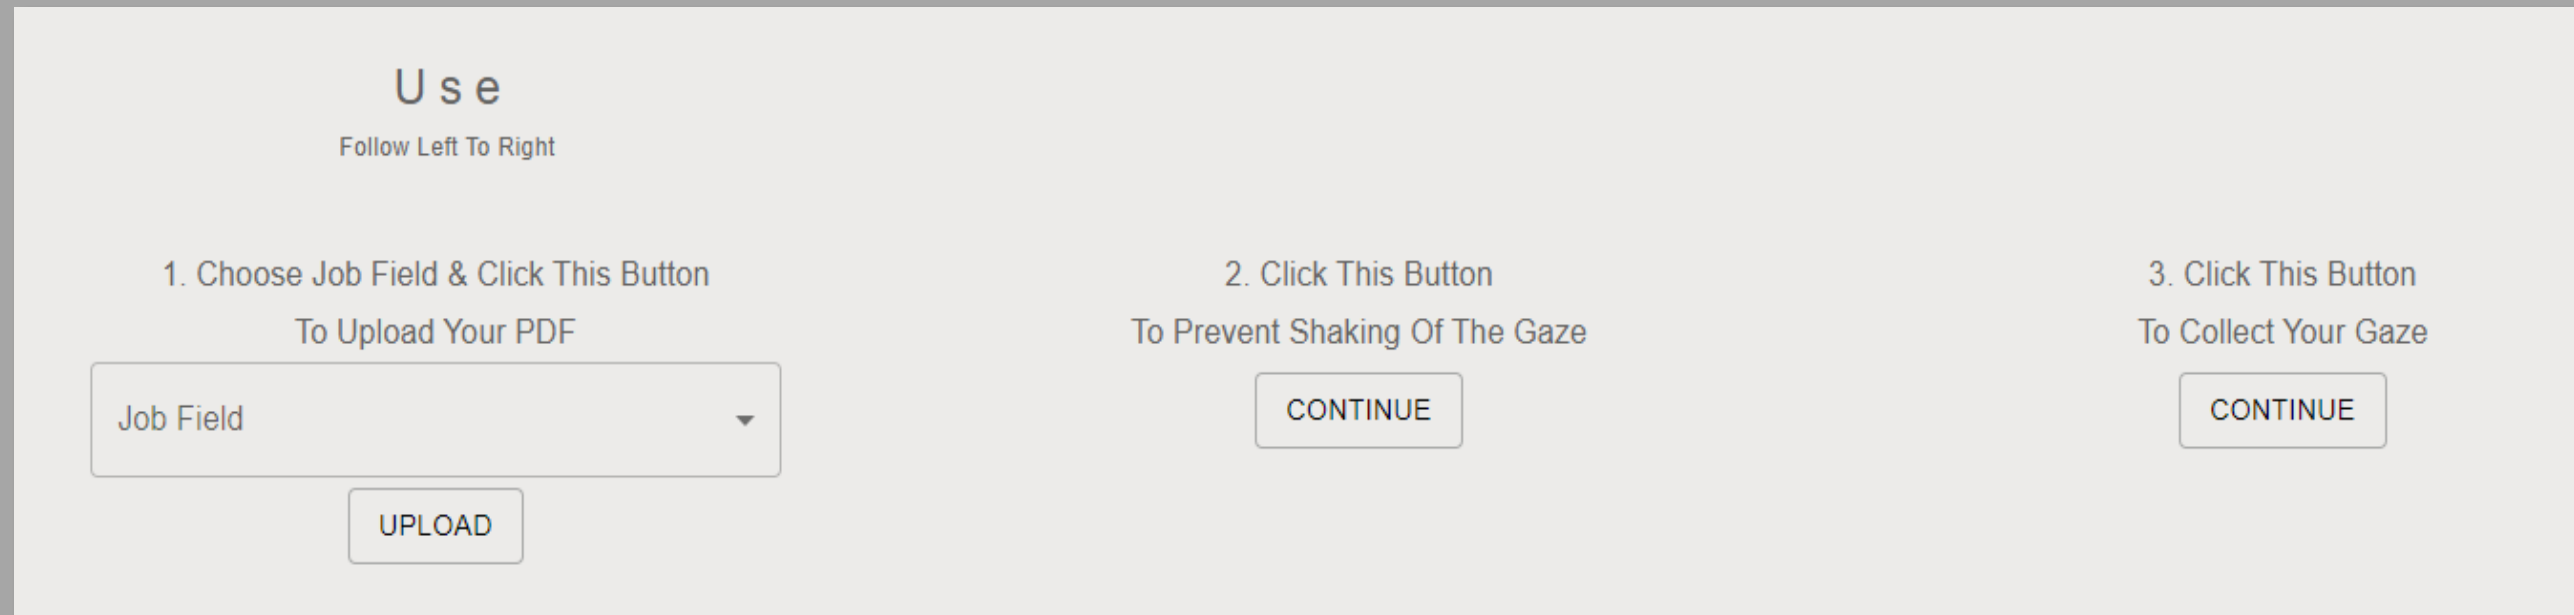 Use
Follow Left To Right
1. Choose Job Field & Click This Button
To Upload Your PDF
Job Field
UPLOAD
2. Click This Button
To Prevent Shaking Of The Gaze
CONTINUE
3. Click This Button
To Collect Your Gaze
CONTINUE